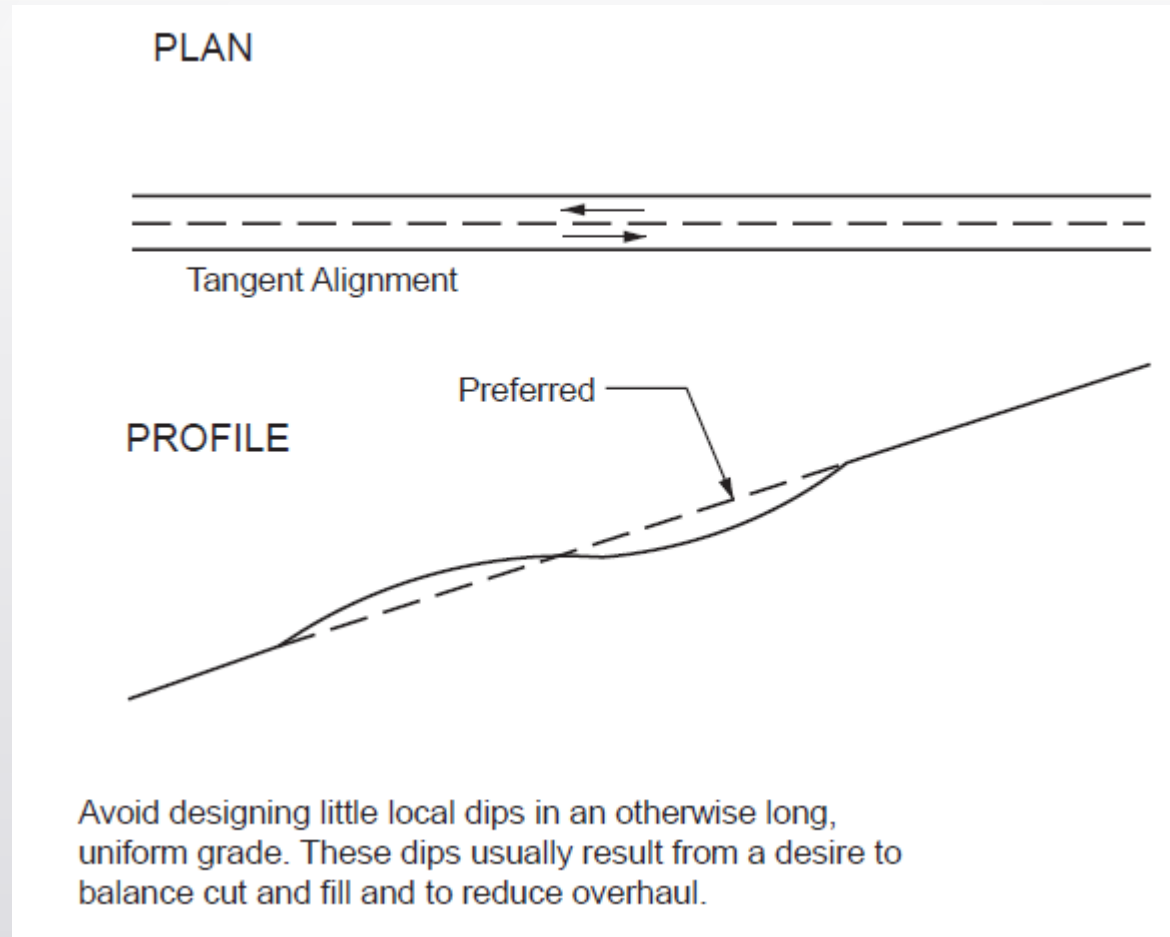 PLAN
Tangent Alignment
Preferred
PROFILE
Avoid designing little local dips in an otherwise long,
uniform grade. These dips usually result from a desire to
balance cut and fill and to reduce overhaul.